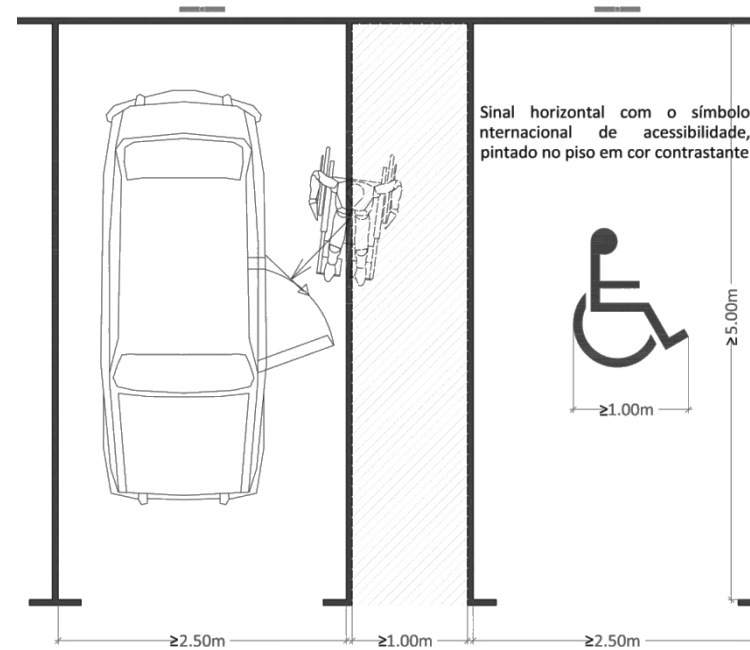 Sinal horizontal com o símbolo
nternacional de acessibilidade,
pintado no piso em cor contrastante
≥5.00m
≥1.00m
≥2.50m
≥1.00m
≥2.50m